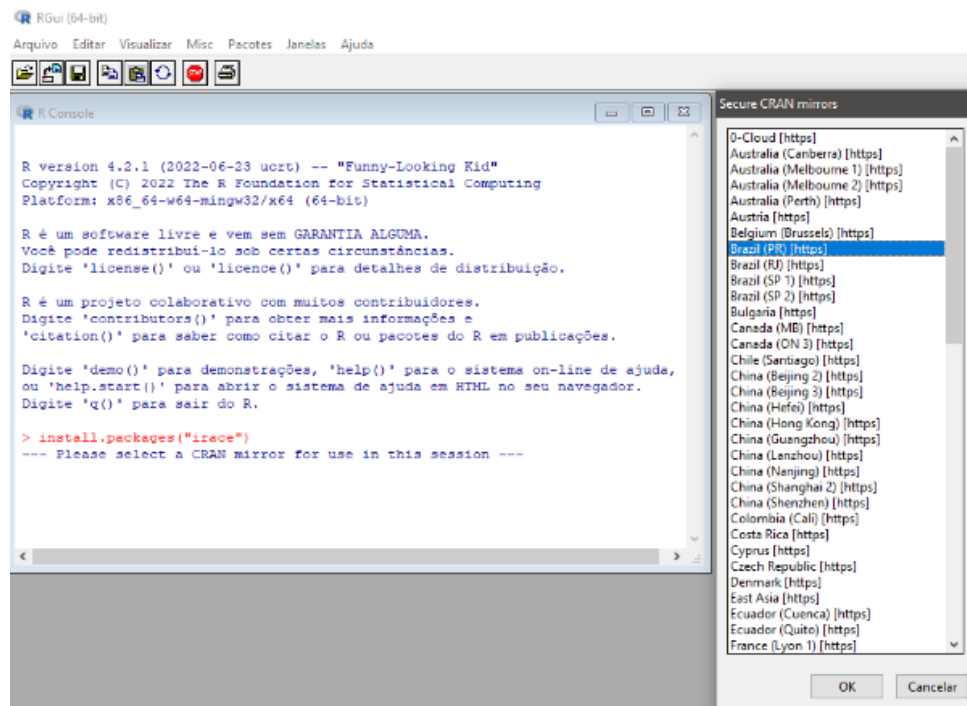 RGui (64-bit)
Arquivo Editar Visualizar Misc Pacotes Janelas Ajuda
R Console
R version 4.2.1 (2022-06-23 ucrt) -- "Funny-Looking Kid"
Copyright (C) 2022 The R Foundation for Statistical Computing
Platform: x86_64-w64-mingw32/x64 (64-bit)
R é um software livre e vem sem GARANTIA ALGUMA.
Você pode redistribuí-lo sob certas circunstâncias.
Digite 'license()' ou 'licence()' para detalhes de distribuição.
R é um projeto colaborativo com muitos contribuidores.
Digite 'contributors()' para obter mais informações e
'citation()' para saber como citar o R ou pacotes do R em publicações.
Digite 'demo()' para demonstrações, 'help()' para o sistema on-line de ajuda,
ou 'help.start()' para abrir o sistema de ajuda em HTML no seu navegador.
Digite 'q()' para sair do R.
> install.packages("irace")
--- Please select a CRAN mirror for use in this session ---
Secure CRAN mirrors
0-Cloud [https]
Australia (Canberra) [https]
Australia (Melbourne 1) [https]
Australia (Melbourne 2) [https]
Australia (Perth) [https]
Austria [https]
Belgium (Brussels) [https]
Brazil (PR) [https]
Brazil (RJ) [https]
Brazil (SP 1) [https]
Brazil (SP 2) [https]
Bulgaria [https]
Canada (MB) [https]
Canada (ON 3) [https]
Chile (Santiago) [https]
China (Beijing 2) [https]
China (Beijing 3) [https]
China (Hefei) [https]
China (Hong Kong) [https]
China (Guangzhou) [https]
China (Lanzhou) [https]
China (Nanjing) [https]
China (Shanghai 2) [https]
China (Shenzhen) [https]
Colombia (Cali) [https]
Costa Rica [https]
Cyprus [https]
Czech Republic [https]
Denmark [https]
East Asia [https]
Ecuador (Cuenca) [https]
Ecuador (Quito) [https]
France (Lyon 1) [https]
OK Cancelar